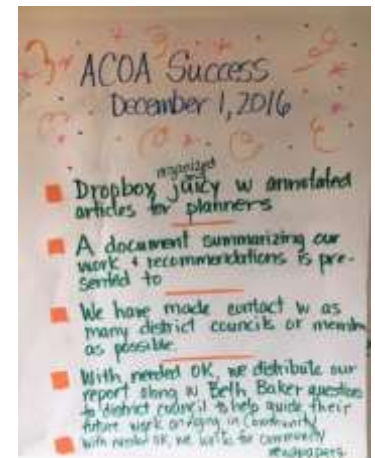 ACOA Success
December 1, 2016
organized
Dropbox juicy w annotated
articles for planners
A document summarizing our
work + recommendations is pre-
sented to
We have made contact w as
many district councils or
as possible.
With needed OK, we distribute our
report along w Beth Baker question
to district council to help guide their
future work on aging in Community
With needed OK, we write for community
newspapers